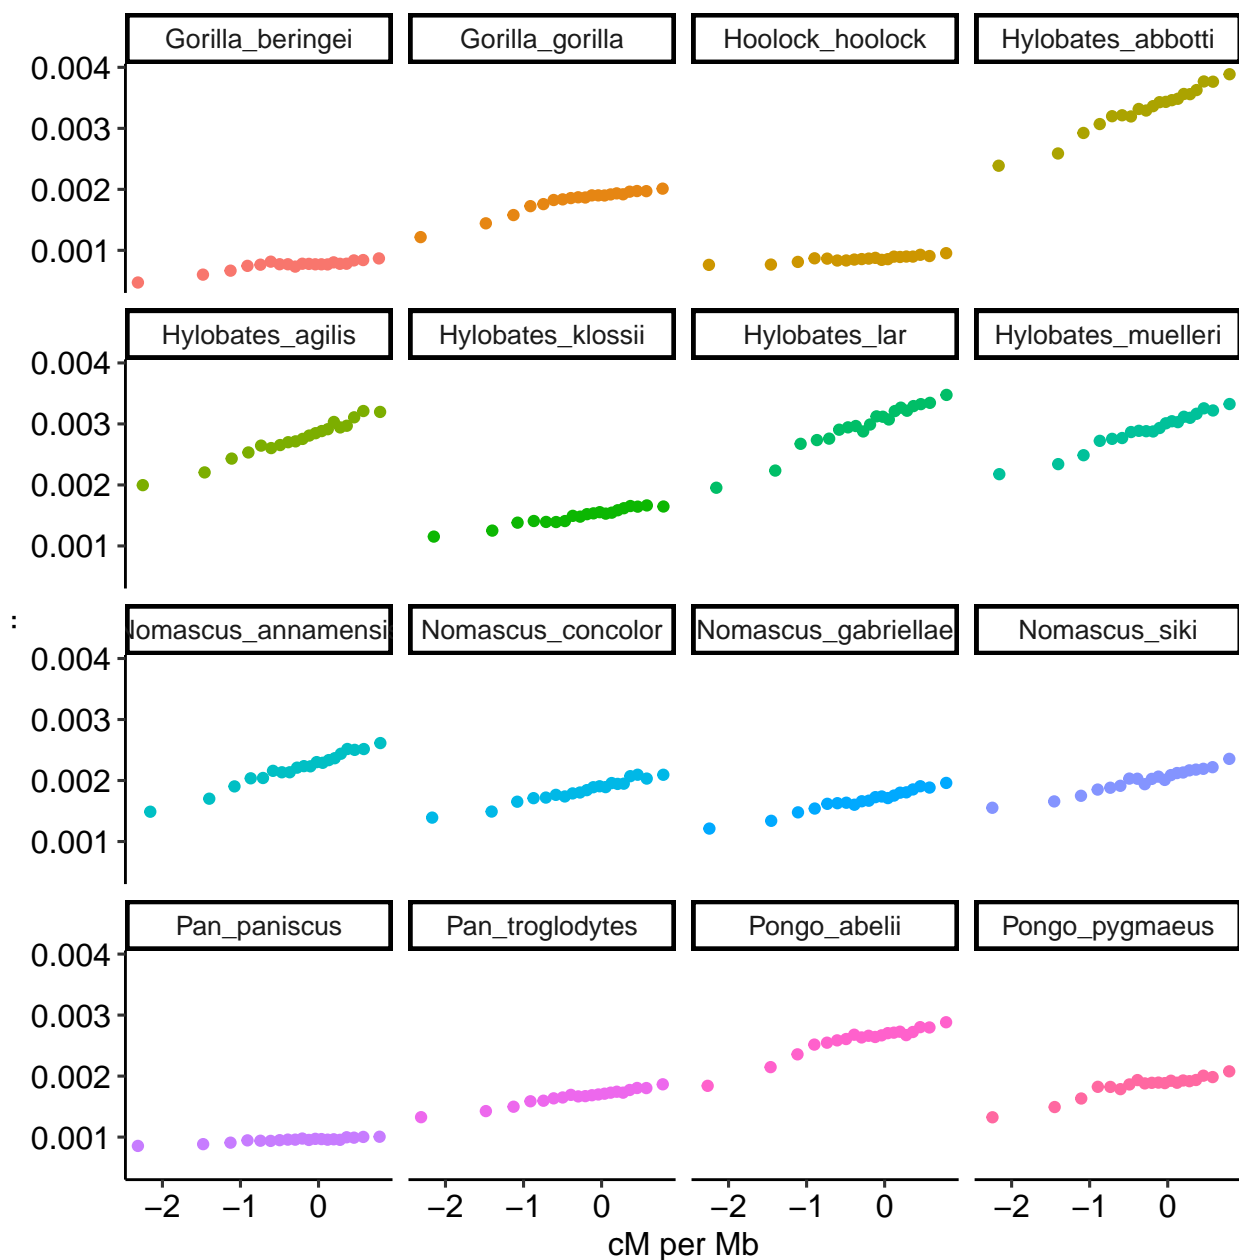 Gorilla_beringei Gorilla_gorilla Hoolock_hoolock Hylobates_abbotti
0.004
0.003
0.002
0.001
Hylobates_agilis Hylobates_klossii Hylobates_lar Hylobates_muelleri
0.004
0.003
0.002
0.001
:
Nomascus_annamensis Nomascus_concolor Nomascus_gabriellae Nomascus_siki
0.004
0.003
0.002
0.001
Pan_paniscus Pan_troglodytes Pongo_abelii Pongo_pygmaeus
0.004
0.003
0.002
0.001
−2 −1 0 −2 −1 0 −2 −1 0 −2 −1 0
cM per Mb